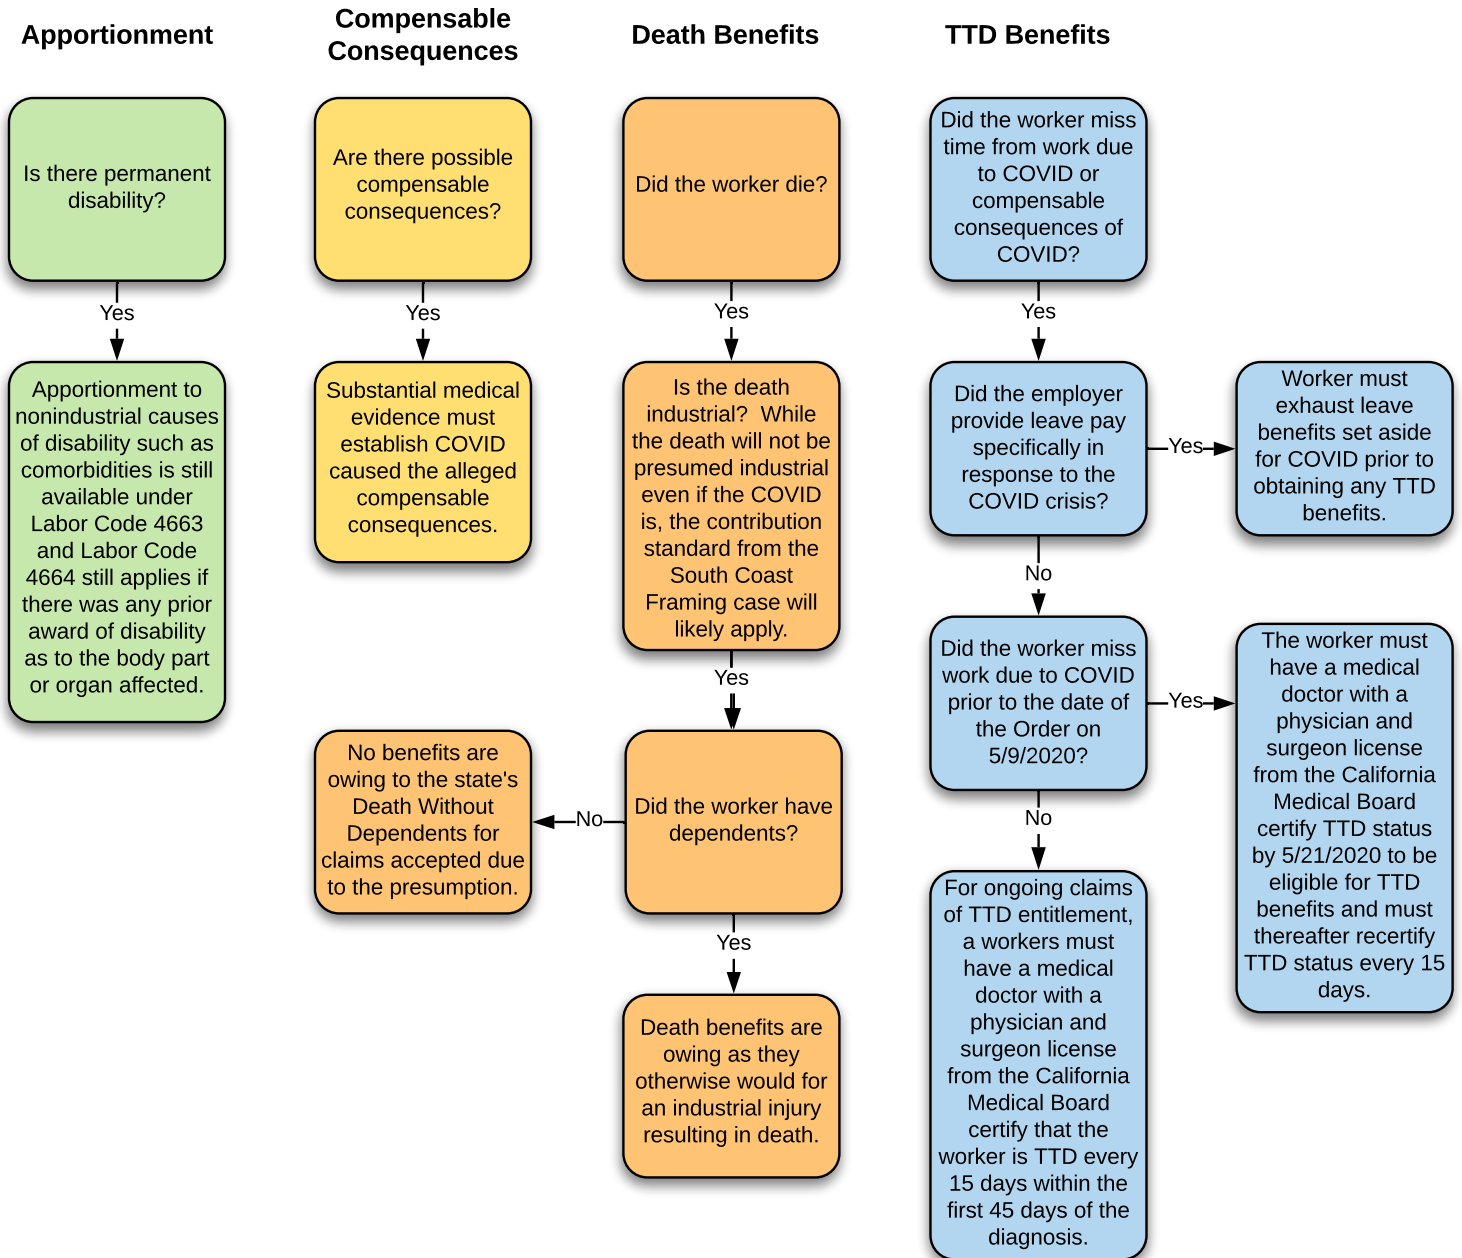 Apportionment
Is there permanent
disability?
Yes
Apportionment to
nonindustrial causes
of disability such as
comorbidities is still
available under
Labor Code 4663
and Labor Code
4664 still applies if
there was any prior
award of disability
as to the body part
or organ affected.
Compensable
Consequences
Are there possible
compensable
consequences?
Yes
Substantial medical
evidence must
establish COVID
caused the alleged
compensable
consequences.
Death Benefits
Did the worker die?
Yes
Is the death
industrial?  While
the death will not be
presumed industrial
even if the COVID
is, the contribution
standard from the
South Coast
Framing case will
likely apply.
Yes
Did the worker have
dependents?
No
No benefits are
owing to the state's
Death Without
Dependents for
claims accepted due
to the presumption.
Yes
Death benefits are
owing as they
otherwise would for
an industrial injury
resulting in death.
TTD Benefits
Did the worker miss
time from work due
to COVID or
compensable
consequences of
COVID?
Yes
Did the employer
provide leave pay
specifically in
response to the
COVID crisis?
Yes
Worker must
exhaust leave
benefits set aside
for COVID prior to
obtaining any TTD
benefits.
No
Did the worker miss
work due to COVID
prior to the date of
the Order on
5/9/2020?
Yes
The worker must
have a medical
doctor with a
physician and
surgeon license
from the California
Medical Board
certify TTD status
by 5/21/2020 to be
eligible for TTD
benefits and must
thereafter recertify
TTD status every 15
days.
No
For ongoing claims
of TTD entitlement,
a workers must
have a medical
doctor with a
physician and
surgeon license
from the California
Medical Board
certify that the
worker is TTD every
15 days within the
first 45 days of the
diagnosis.